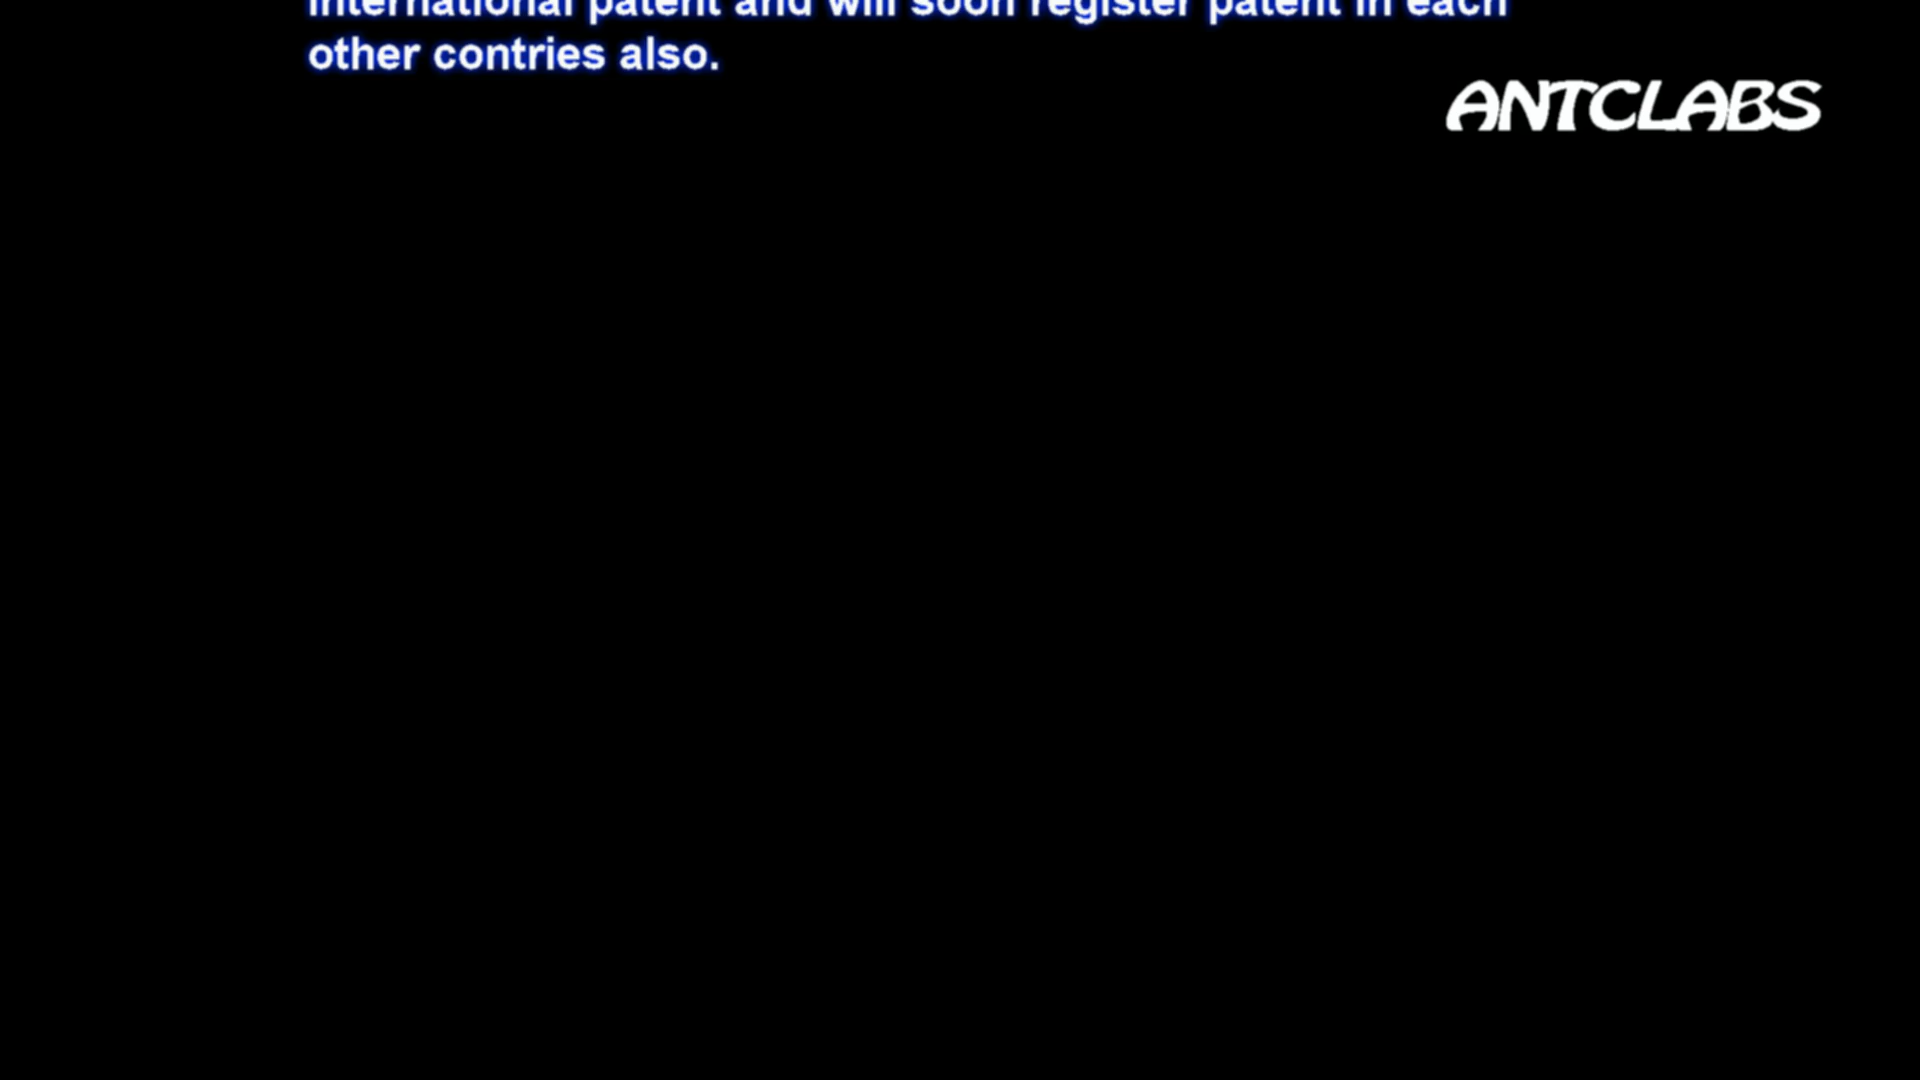 international patent and will soon register patent in each
other contries also.
ANTCLABS